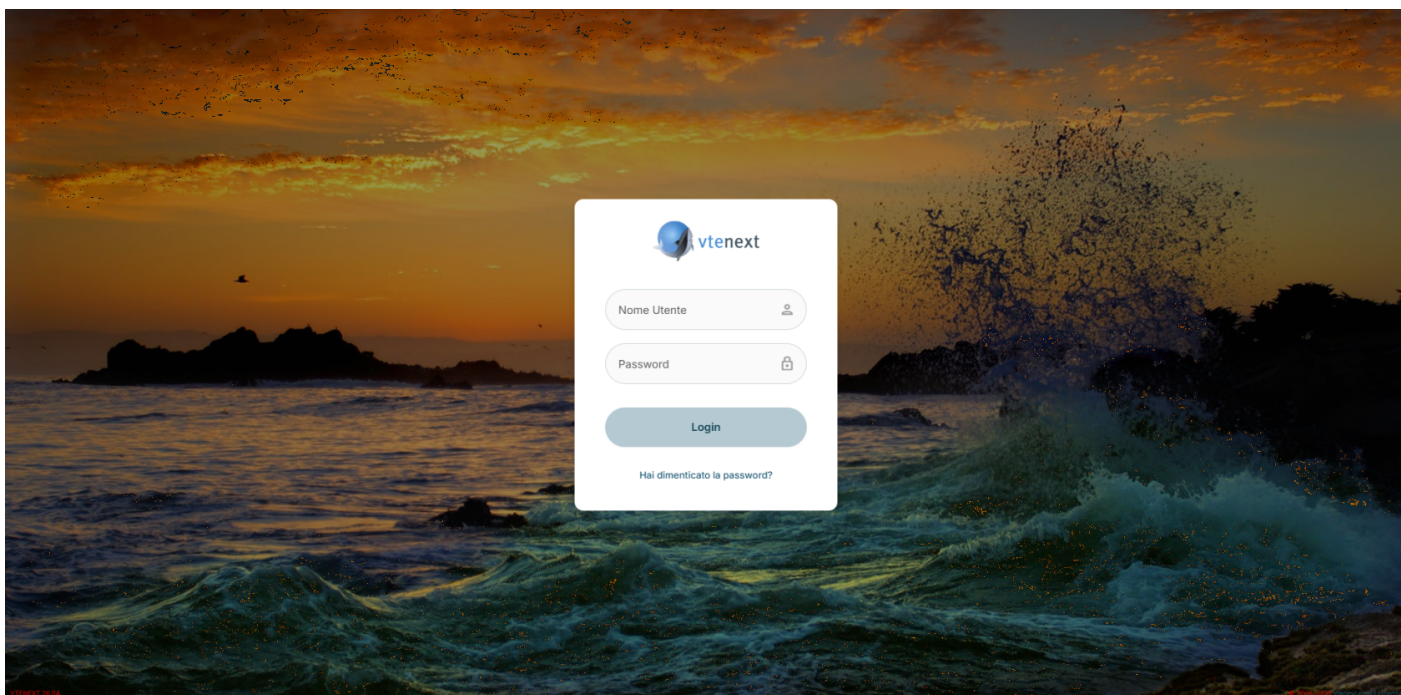 vtenext
Nome Utente
Password
Login
Hai dimenticato la password?